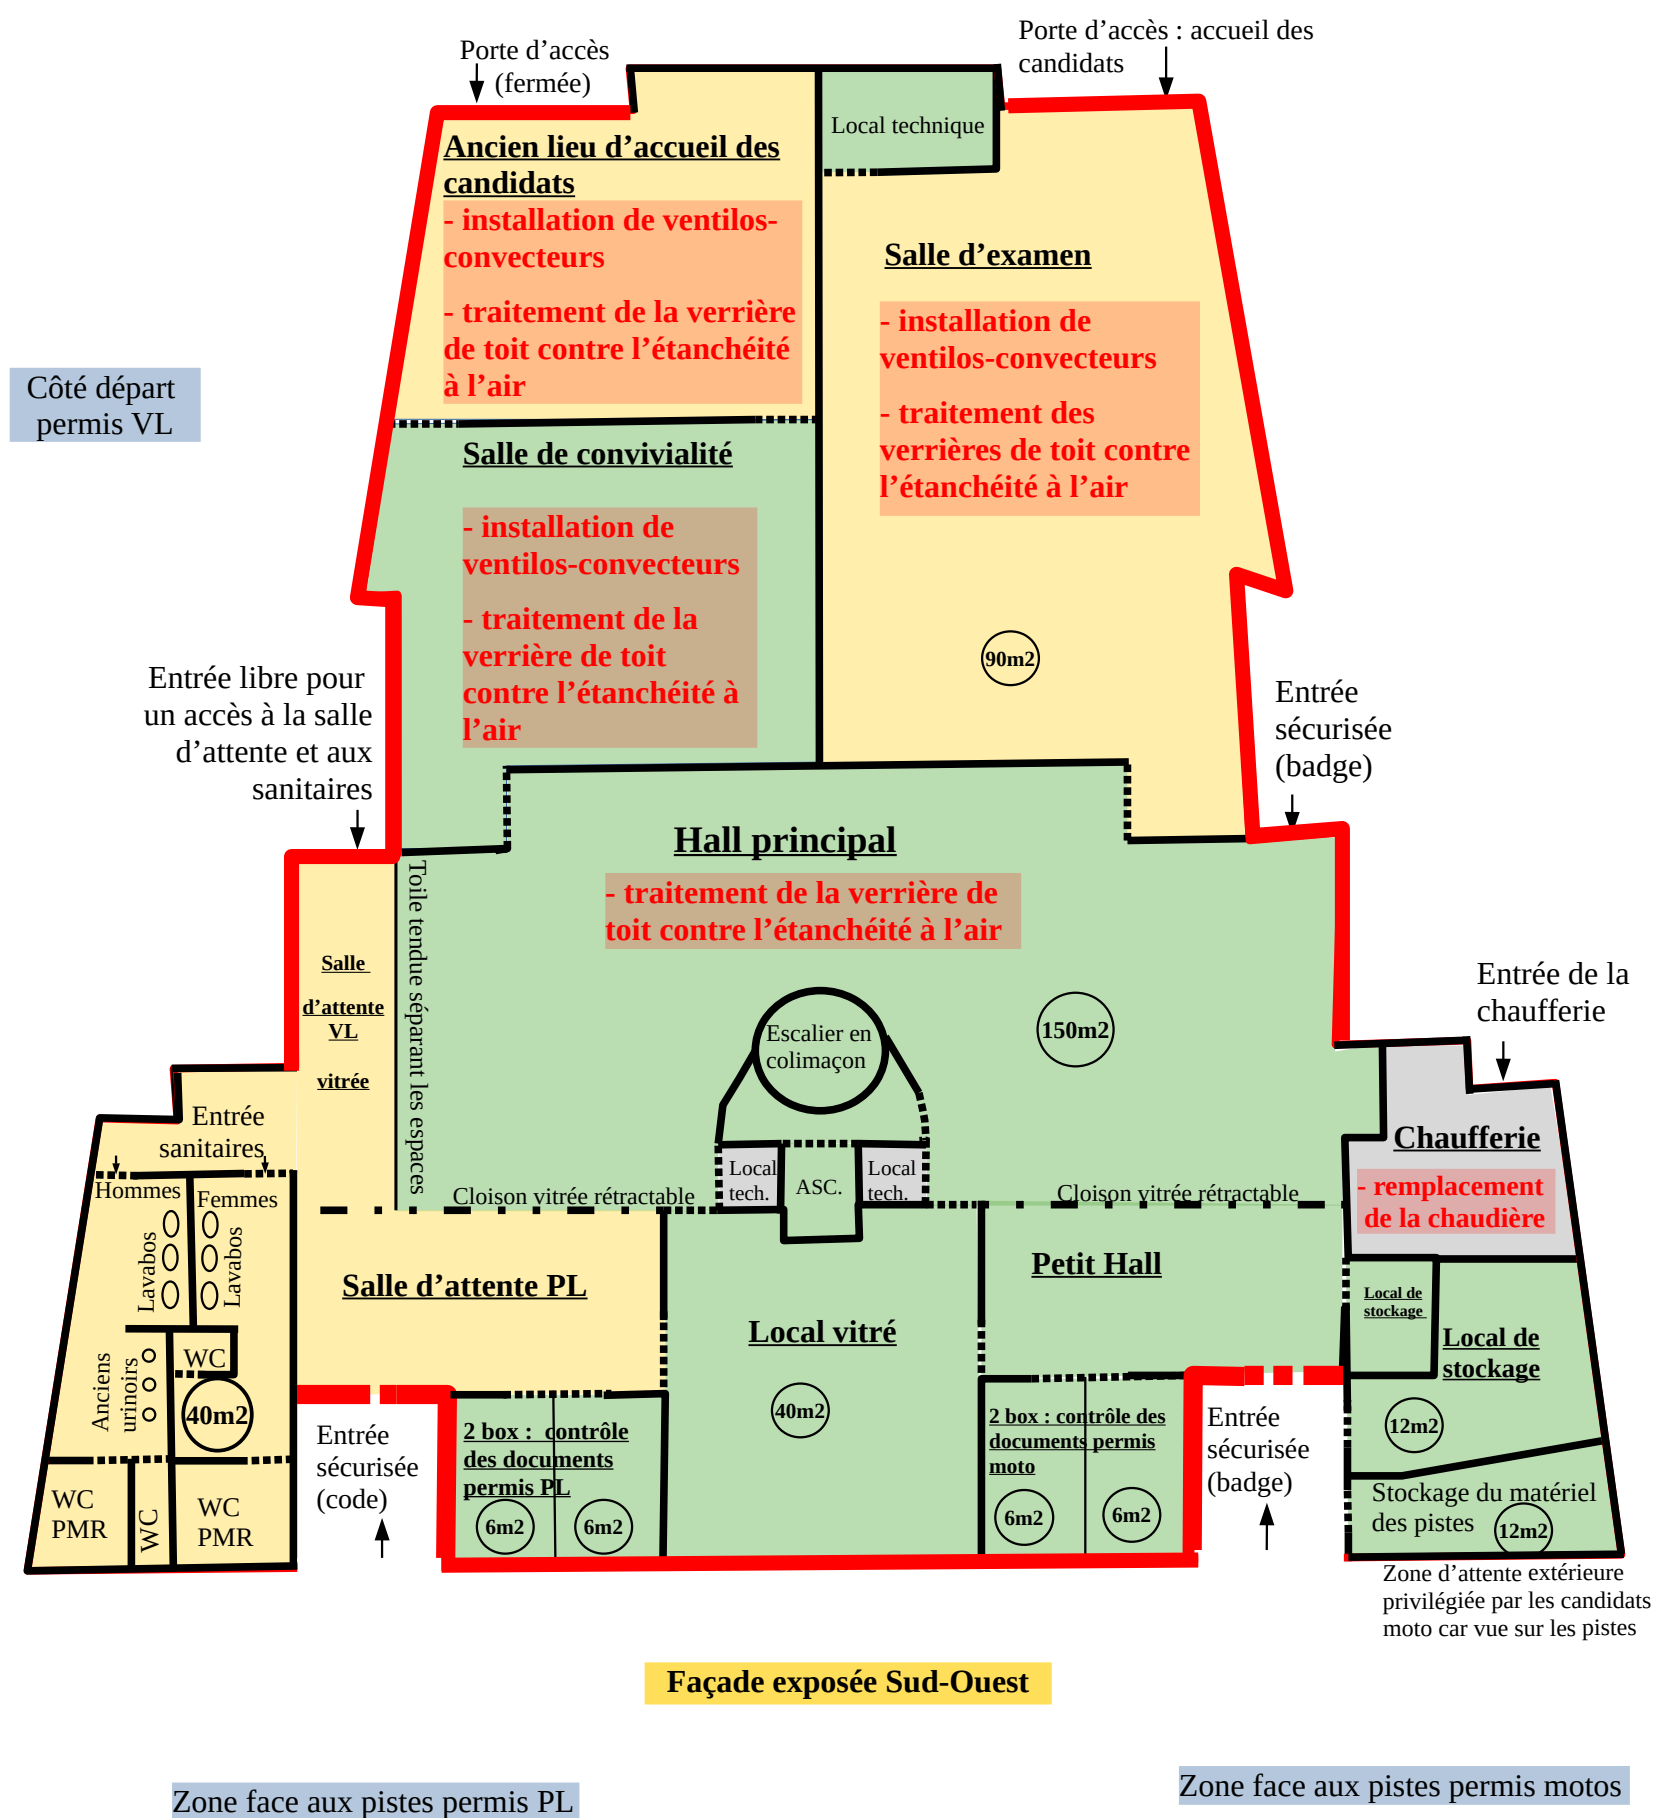 Porte d’accès
(fermée)
Porte d’accès : accueil des
candidats
Local technique
Ancien lieu d’accueil des
candidats
- installation de ventilos-
convecteurs
- traitement de la verrière
de toit contre l’étanchéité
à l’air
Salle d’examen
- installation de
ventilos-convecteurs
- traitement des
verrières de toit contre
l’étanchéité à l’air
90m2
Côté départ
permis VL
Salle de convivialité
- installation de
ventilos-convecteurs
- traitement de la
verrière de toit
contre l’étanchéité à
l’air
Entrée libre pour
un accès à la salle
d’attente et aux
sanitaires
Entrée
sécurisée
(badge)
Hall principal
- traitement de la verrière de
toit contre l’étanchéité à l’air
150m2
Escalier en
colimaçon
Toile tendue séparant les espaces
Salle
d’attente
VL
vitrée
Entrée de la
chaufferie
Chaufferie
- remplacement
de la chaudière
Entrée
sanitaires
Hommes
Femmes
Lavabos
Lavabos
Anciens
urinoirs
WC
40m2
WC
PMR
WC
WC
PMR
Local
tech.
ASC.
Local
tech.
Cloison vitrée rétractable
Cloison vitrée rétractable
Salle d’attente PL
Local vitré
40m2
Petit Hall
Local de
stockage
Local de
stockage
12m2
Stockage du matériel
des pistes
12m2
Entrée
sécurisée
(code)
2 box : contrôle
des documents
permis PL
6m2
6m2
2 box : contrôle des
documents permis
moto
6m2
6m2
Entrée
sécurisée
(badge)
Zone d’attente extérieure
privilégiée par les candidats
moto car vue sur les pistes
Façade exposée Sud-Ouest
Zone face aux pistes permis PL
Zone face aux pistes permis motos